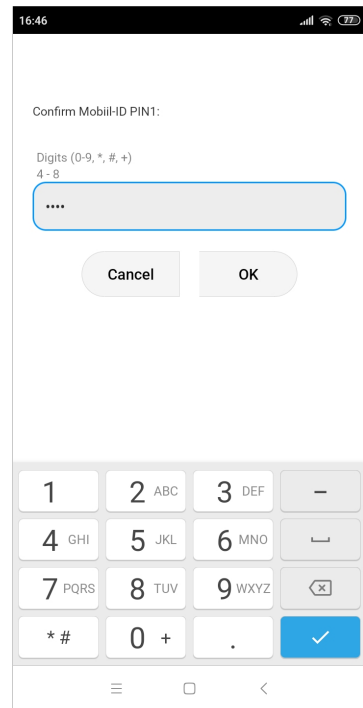 16:46
77
Confirm Mobiil-ID PIN1:
Digits (0-9, *, #, +)
4 - 8
••••
Cancel OK
1 2 ABC 3 DEF –
4 GHI 5 JKL 6 MNO
7 PQRS 8 TUV 9 WXYZ
* # 0 + .